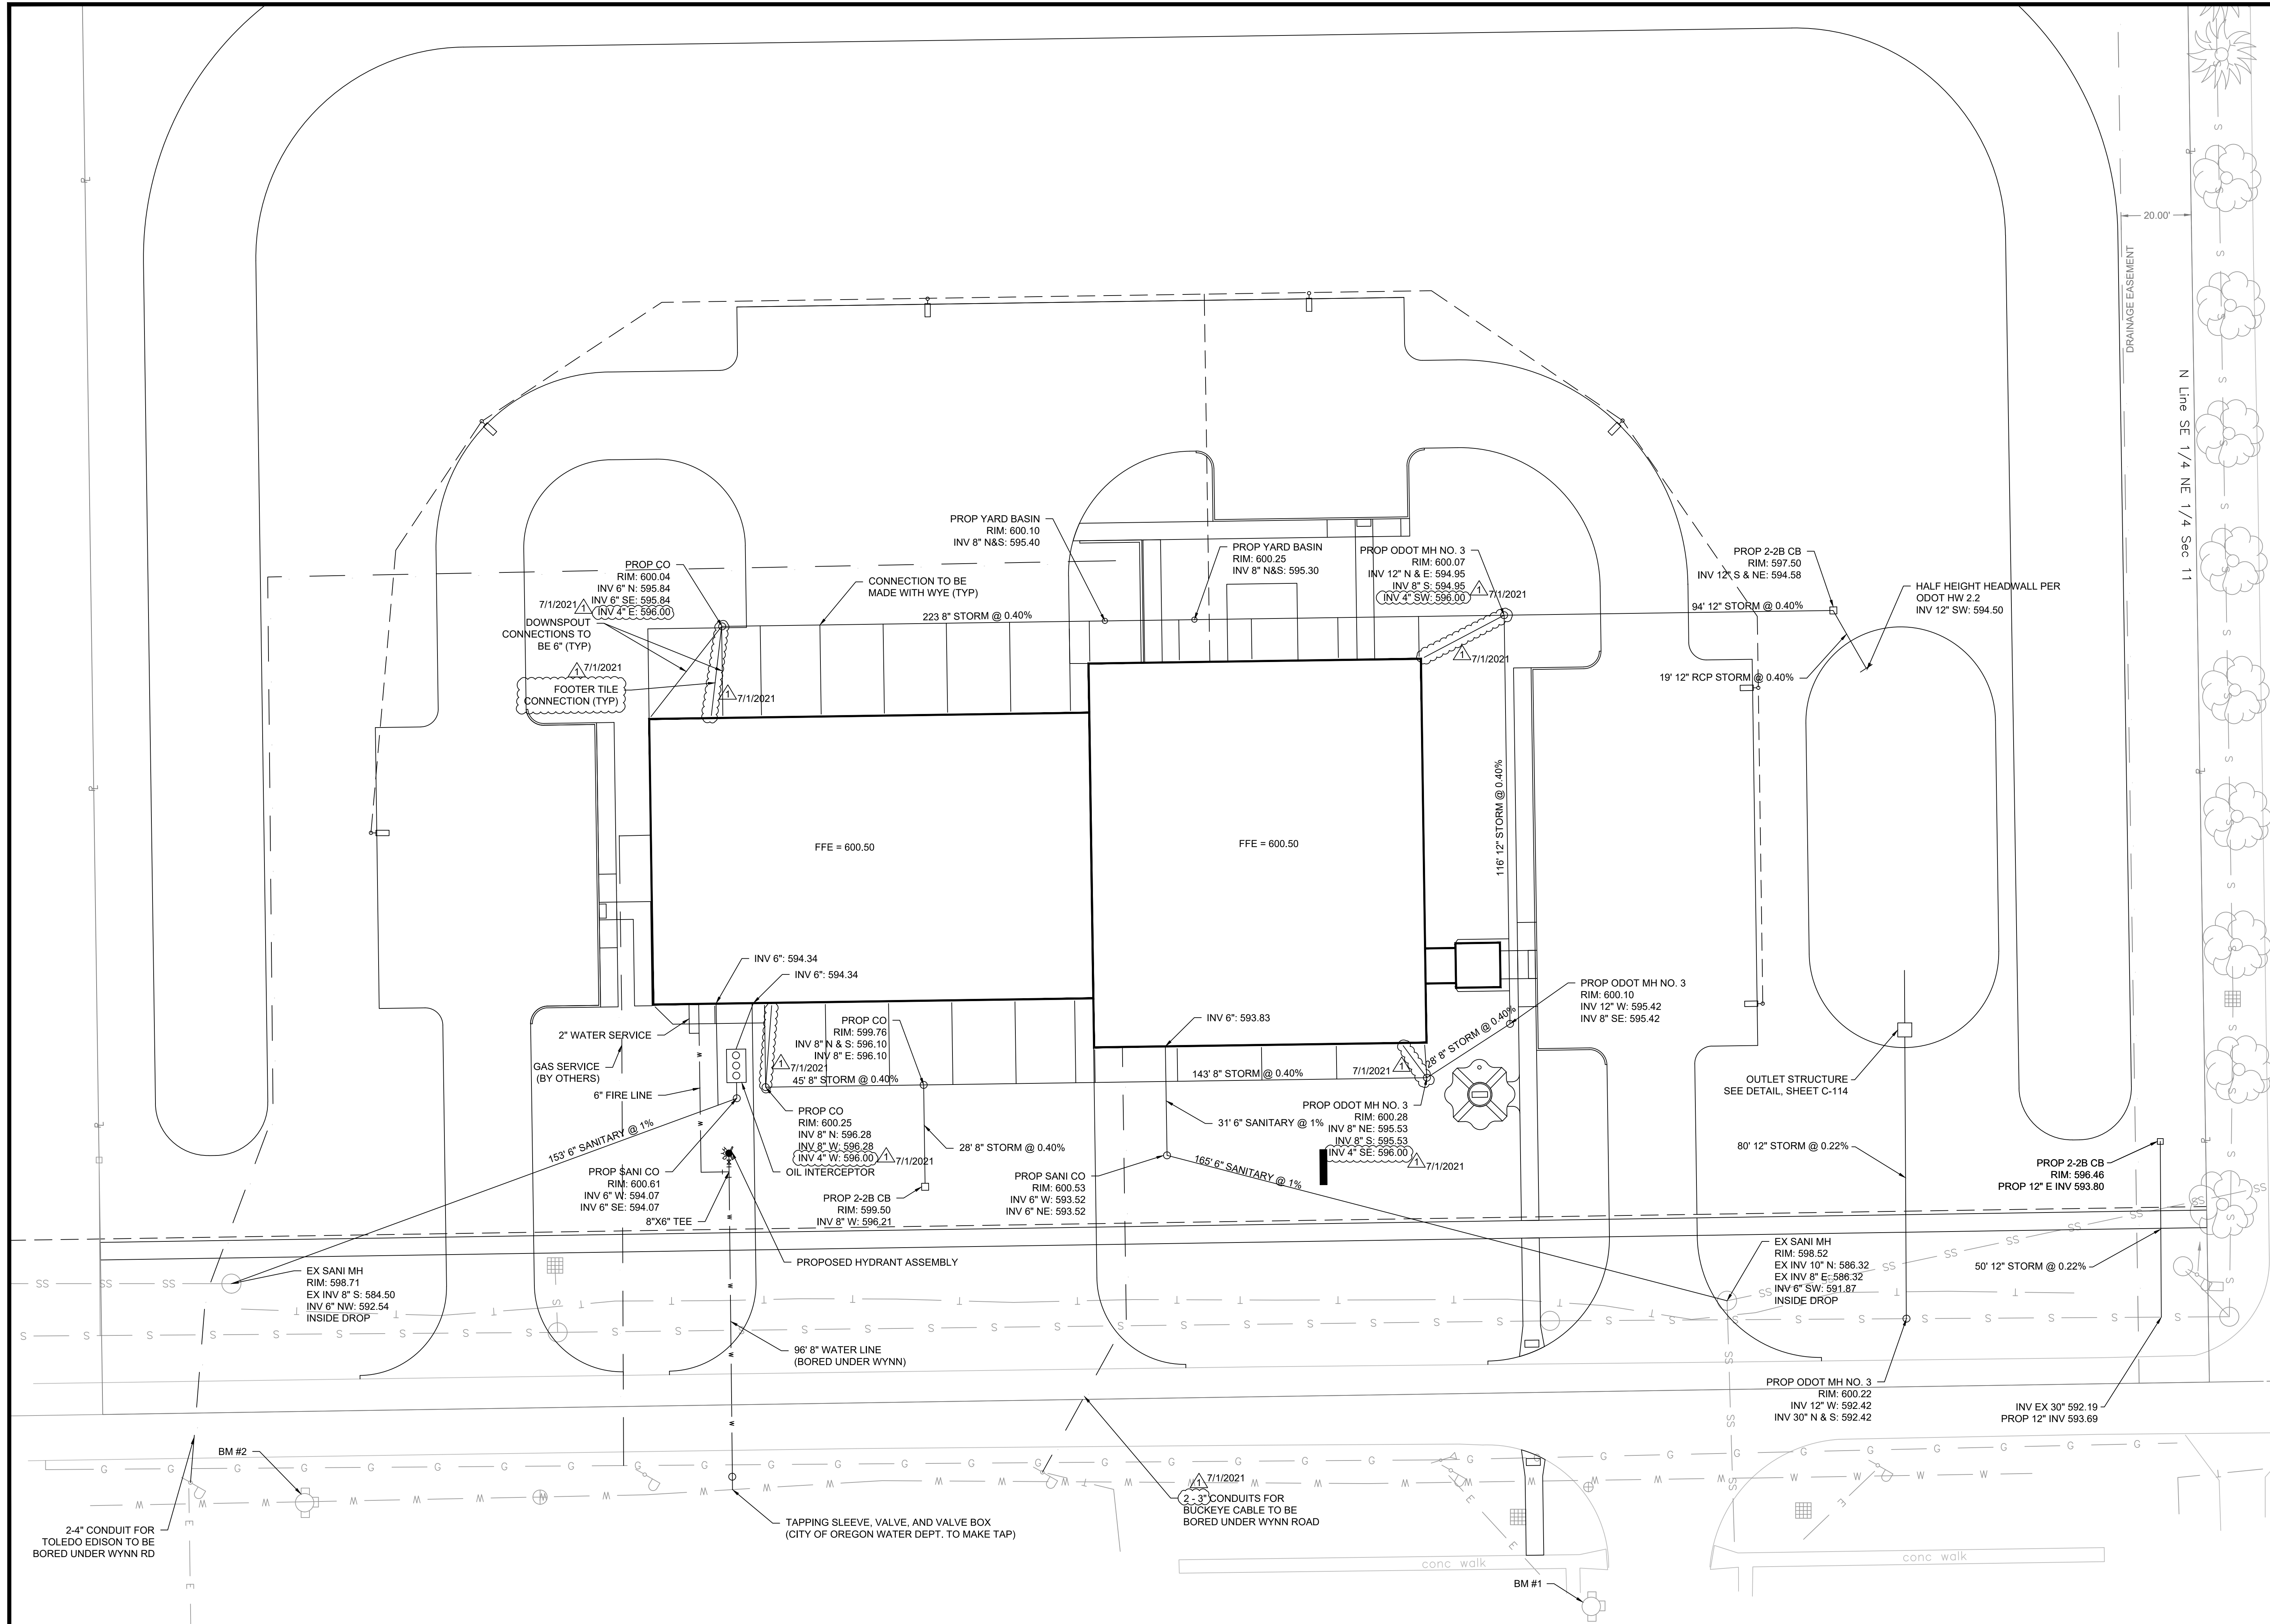 20.00'
DRAINAGE EASEMENT
N Line SE 1/4 NE 1/4 Sec 11
PROP YARD BASIN
RIM: 600.10
INV 8" N&S: 595.40
PROP YARD BASIN
RIM: 600.25
INV 8" N&S: 595.30
PROP ODOT MH NO. 3
RIM: 600.07
INV 12" N & E: 594.95
INV 8" S: 594.95
INV 4" SW: 596.00
1
7/1/2021
PROP 2-2B CB
RIM: 597.50
INV 12" S & NE: 594.58
HALF HEIGHT HEADWALL PER
ODOT HW 2.2
INV 12" SW: 594.50
PROP CO
RIM: 600.04
INV 6" N: 595.84
INV 6" SE: 595.84
INV 4" E: 596.00
7/1/2021
1
CONNECTION TO BE
MADE WITH WYE (TYP)
DOWNSPOUT
CONNECTIONS TO
BE 6" (TYP)
223 8" STORM @ 0.40%
94' 12" STORM @ 0.40%
1
7/1/2021
FOOTER TILE
CONNECTION (TYP)
1
7/1/2021
1
7/1/2021
19' 12" RCP STORM @ 0.40%
116' 12" STORM @ 0.40%
FFE = 600.50
FFE = 600.50
INV 6": 594.34
INV 6": 594.34
PROP ODOT MH NO. 3
RIM: 600.10
INV 12" W: 595.42
INV 8" SE: 595.42
2" WATER SERVICE
GAS SERVICE
(BY OTHERS)
6" FIRE LINE
PROP CO
RIM: 599.76
INV 8" N & S: 596.10
INV 8" E: 596.10
1
7/1/2021
45' 8" STORM @ 0.40%
INV 6": 593.83
28' 8" STORM @ 0.40%
143' 8" STORM @ 0.40%
7/1/2021
1
OUTLET STRUCTURE
SEE DETAIL, SHEET C-114
153' 6" SANITARY @ 1%
PROP CO
RIM: 600.25
INV 8" N: 596.28
INV 8" W: 596.28
INV 4" W: 596.00
1
7/1/2021
OIL INTERCEPTOR
28' 8" STORM @ 0.40%
31' 6" SANITARY @ 1%
PROP ODOT MH NO. 3
RIM: 600.28
INV 8" NE: 595.53
INV 8" S: 595.53
INV 4" SE: 596.00
1
7/1/2021
165' 6" SANITARY @ 1%
80' 12" STORM @ 0.22%
PROP 2-2B CB
RIM: 596.46
PROP 12" E INV 593.80
PROP SANI CO
RIM: 600.61
INV 6" W: 594.07
INV 6" SE: 594.07
8"X6" TEE
PROP 2-2B CB
RIM: 599.50
INV 8" W: 596.21
PROP SANI CO
RIM: 600.53
INV 6" W: 593.52
INV 6" NE: 593.52
PROPOSED HYDRANT ASSEMBLY
EX SANI MH
RIM: 598.71
EX INV 8" S: 584.50
INV 6" NW: 592.54
INSIDE DROP
EX SANI MH
RIM: 598.52
EX INV 10" N: 586.32
EX INV 8" E: 586.32
INV 6" SW: 591.87
INSIDE DROP
50' 12" STORM @ 0.22%
96' 8" WATER LINE
(BORED UNDER WYNN)
PROP ODOT MH NO. 3
RIM: 600.22
INV 12" W: 592.42
INV 30" N & S: 592.42
INV EX 30" 592.19
PROP 12" INV 593.69
BM #2
1
7/1/2021
2 - 3" CONDUITS FOR
BUCKEYE CABLE TO BE
BORED UNDER WYNN ROAD
TAPPING SLEEVE, VALVE, AND VALVE BOX
(CITY OF OREGON WATER DEPT. TO MAKE TAP)
2-4" CONDUIT FOR
TOLEDO EDISON TO BE
BORED UNDER WYNN RD
conc walk
conc walk
BM #1